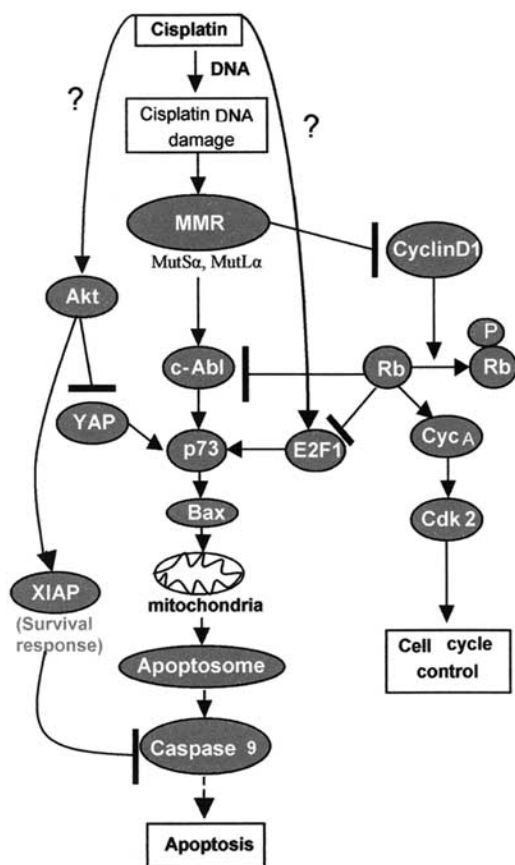 Cisplatin
DNA
?
?
Cisplatin DNA
damage
MMR
CyclinD1
MutSα, MutLα
Akt
P
c-Abl
Rb
Rb
YAP
p73
E2F1
Cyc A
Bax
Cdk 2
mitochondria
XIAP
(Survival
response)
Cell cycle
control
Apoptosome
Caspase 9
Apoptosis